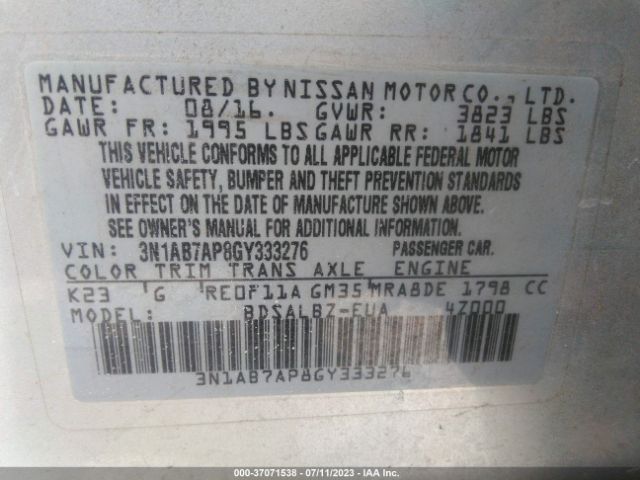 MANUFACTURED BY NISSAN MOTOR CO., LTD.
DATE: 08/16. GVWR: 3823 LBS
GAWR FR: 1995 LBS GAWR RR: 1841 LBS
THIS VEHICLE CONFORMS TO ALL APPLICABLE FEDERAL MOTOR
VEHICLE SAFETY, BUMPER AND THEFT PREVENTION STANDARDS
IN EFFECT ON THE DATE OF MANUFACTURE SHOWN ABOVE.
SEE OWNER'S MANUAL FOR ADDITIONAL INFORMATION.
VIN: 3N1AB7AP8GY333276 PASSENGER CAR.
COLOR TRIM TRANS AXLE ENGINE
K23 G RE0F11A GM35 MRA8DE 1798 CC
MODEL: BDSALBZ-EUA 4Z000
3N1AB7AP8GY333276
000-37071538 - 07/11/2023 - IAA Inc.